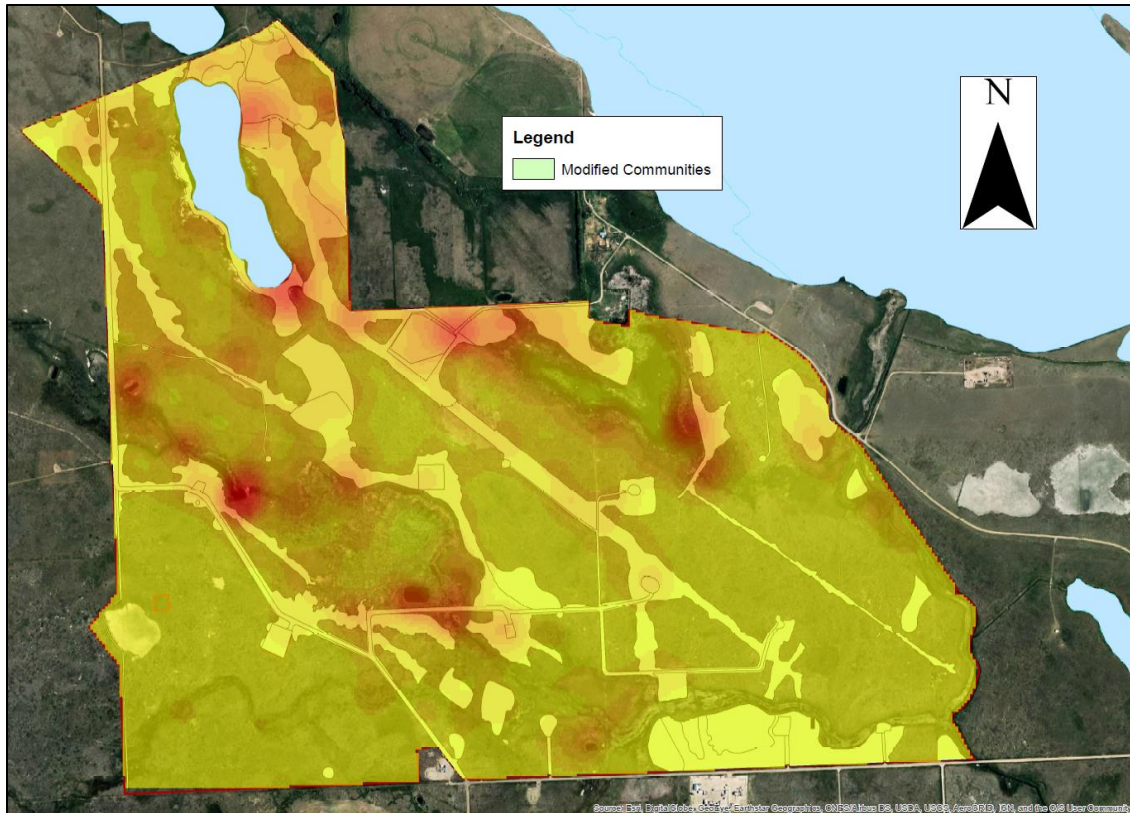 N
Legend
Modified Communities
Source: Esri, DigitalGlobe, GeoEye, Earthstar Geographics, CNES/Airbus DS, USDA, USGS, AeroGRID, IGN, and the GIS User Community